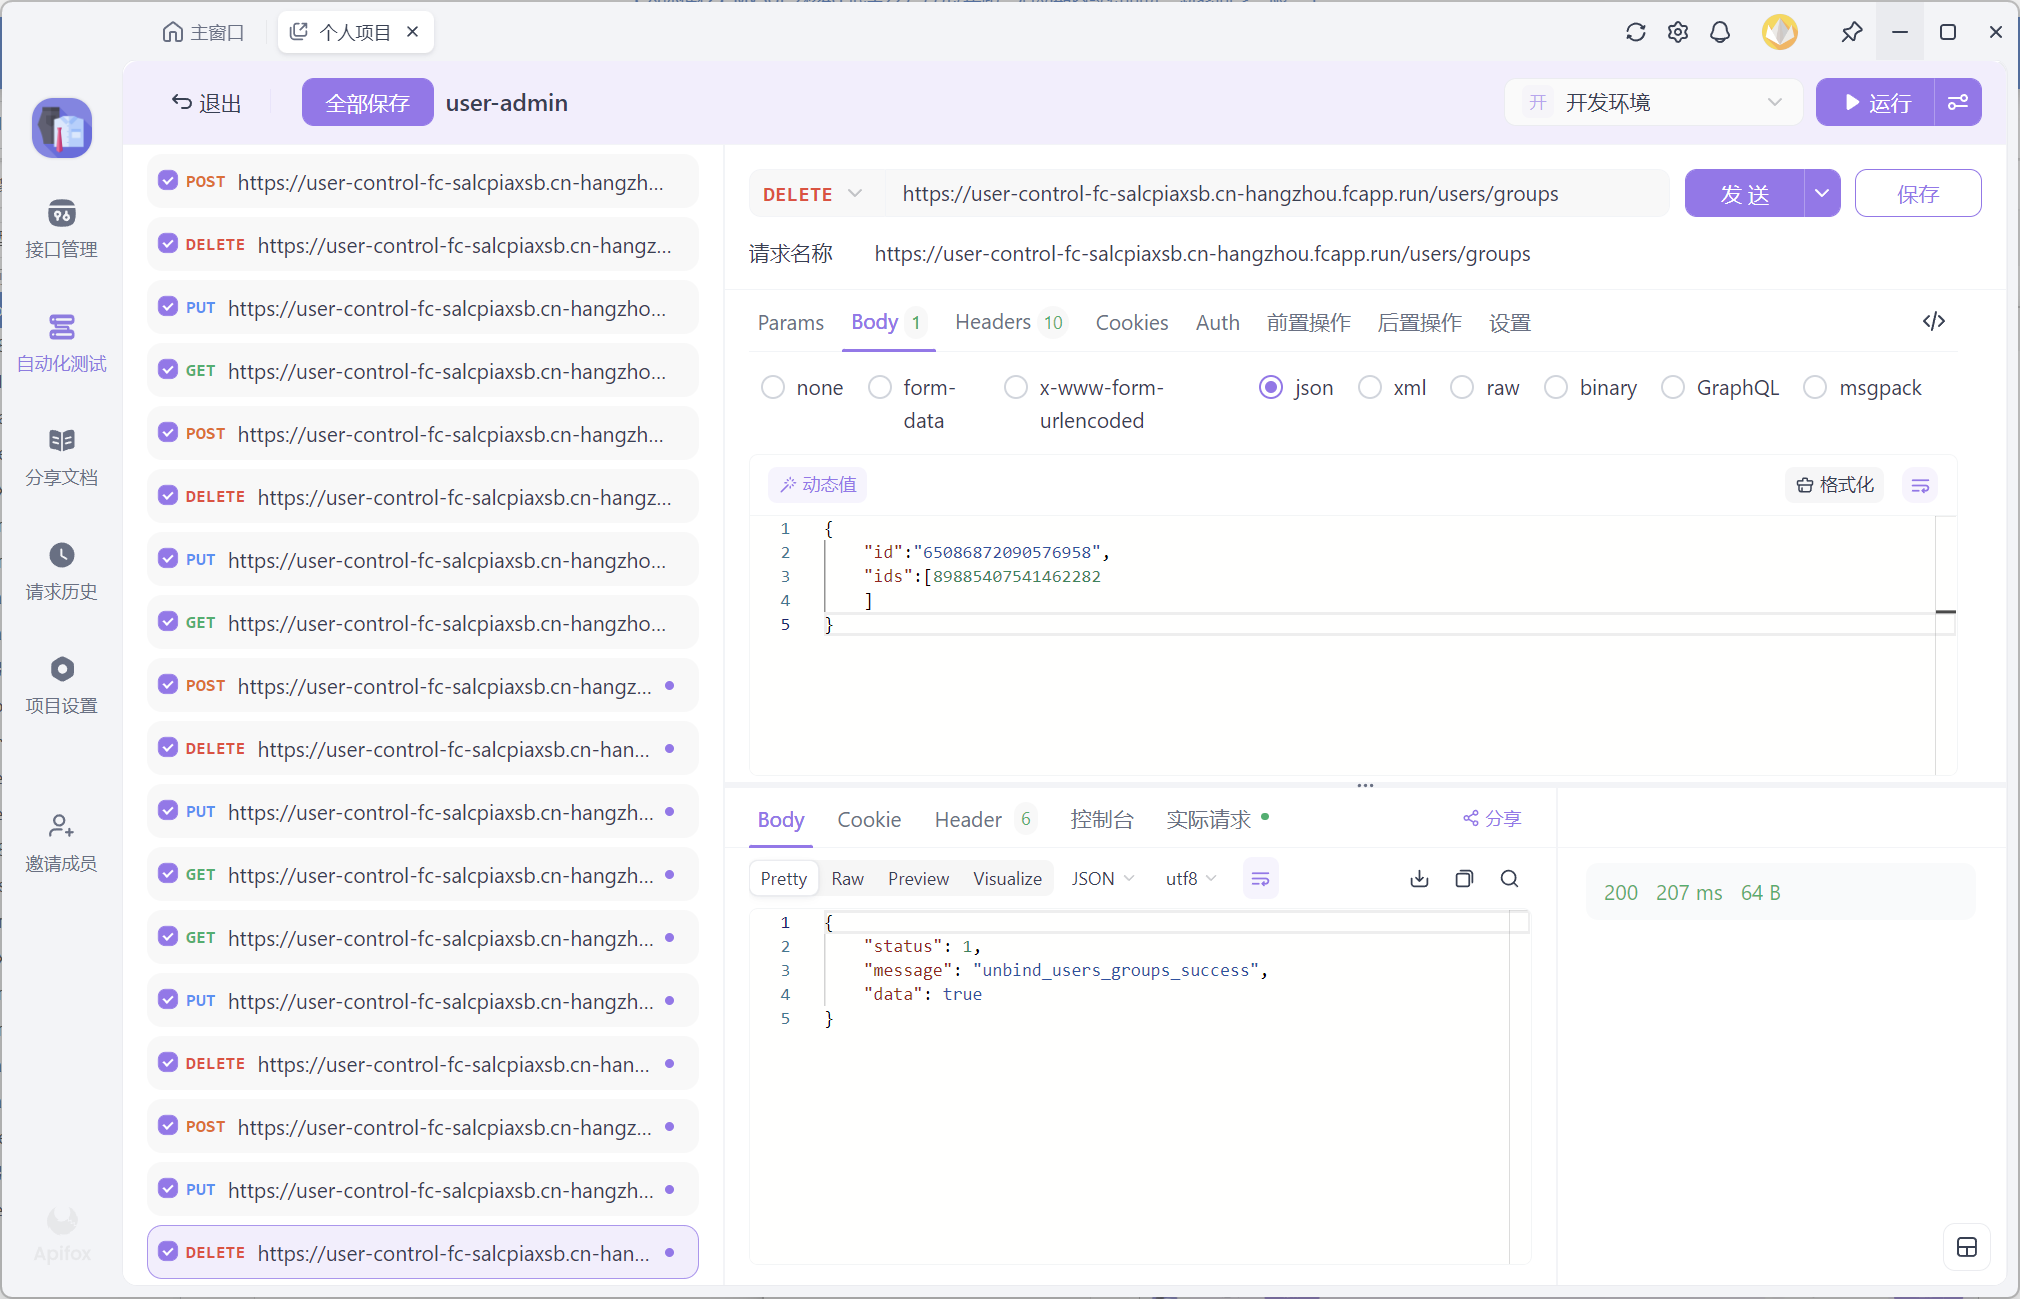 主窗口
个人项目
退出
全部保存
user-admin
开 开发环境
运行
接口管理
自动化测试
分享文档
请求历史
项目设置
邀请成员
Apifox
POST https://user-control-fc-salcpiaxsb.cn-hangzh...
DELETE https://user-control-fc-salcpiaxsb.cn-hangz...
PUT https://user-control-fc-salcpiaxsb.cn-hangzho...
GET https://user-control-fc-salcpiaxsb.cn-hangzho...
POST https://user-control-fc-salcpiaxsb.cn-hangzh...
DELETE https://user-control-fc-salcpiaxsb.cn-hangz...
PUT https://user-control-fc-salcpiaxsb.cn-hangzho...
GET https://user-control-fc-salcpiaxsb.cn-hangzho...
POST https://user-control-fc-salcpiaxsb.cn-hangz...
DELETE https://user-control-fc-salcpiaxsb.cn-han...
PUT https://user-control-fc-salcpiaxsb.cn-hangzh...
GET https://user-control-fc-salcpiaxsb.cn-hangzh...
GET https://user-control-fc-salcpiaxsb.cn-hangzh...
PUT https://user-control-fc-salcpiaxsb.cn-hangzh...
DELETE https://user-control-fc-salcpiaxsb.cn-han...
POST https://user-control-fc-salcpiaxsb.cn-hangz...
PUT https://user-control-fc-salcpiaxsb.cn-hangzh...
DELETE https://user-control-fc-salcpiaxsb.cn-han...
DELETE https://user-control-fc-salcpiaxsb.cn-hangzhou.fcapp.run/users/groups
发 送
保存
请求名称 https://user-control-fc-salcpiaxsb.cn-hangzhou.fcapp.run/users/groups
Params Body 1 Headers 10 Cookies Auth 前置操作 后置操作 设置
none form-data x-www-form-urlencoded json xml raw binary GraphQL msgpack
动态值
格式化
1 {
2 "id":"65086872090576958",
3 "ids":[89885407541462282
4 ]
5 }
Body Cookie Header 6 控制台 实际请求
分享
Pretty Raw Preview Visualize JSON utf8
1 {
2 "status": 1,
3 "message": "unbind_users_groups_success",
4 "data": true
5 }
200 207 ms 64 B